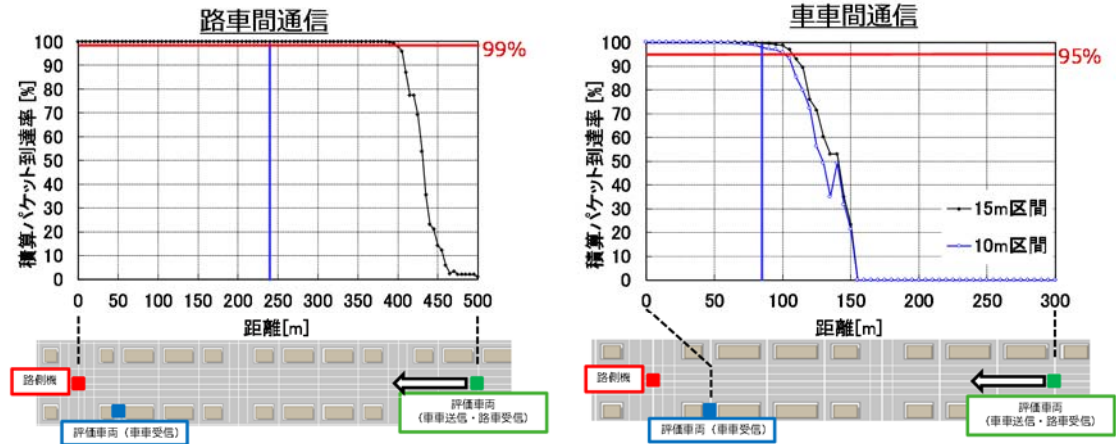 路車間通信
100
90
80
70
60
50
40
30
20
10
0
積算パケット到達率 [%]
99%
0 50 100 150 200 250 300 350 400 450 500
距離[m]
路側機
評価車両（車車受信）
評価車両
（車車送信・路車受信）
車車間通信
100
90
80
70
60
50
40
30
20
10
0
積算パケット到達率 [%]
95%
15m区間
10m区間
0 50 100 150 200 250 300
距離[m]
路側機
評価車両（車車受信）
評価車両
（車車送信・路車受信）